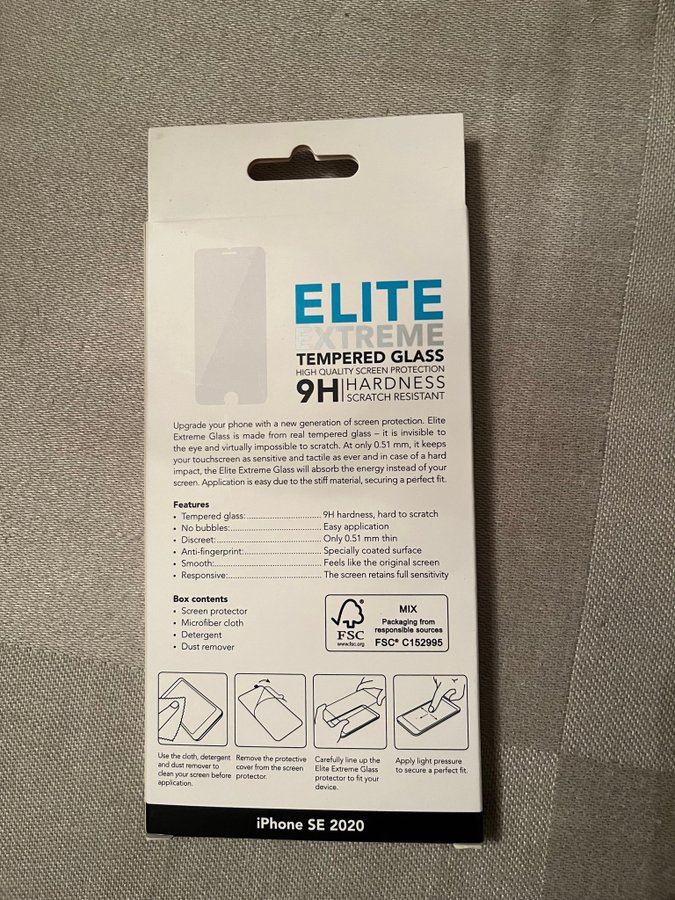 ELITE
EXTREME
TEMPERED GLASS
HIGH QUALITY SCREEN PROTECTION
9H HARDNESS
SCRATCH RESISTANT
Upgrade your phone with a new generation of screen protection. Elite
Extreme Glass is made from real tempered glass – it is invisible to
the eye and virtually impossible to scratch. At only 0.51 mm, it keeps
your touchscreen as sensitive and tactile as ever and in case of a hard
impact, the Elite Extreme Glass will absorb the energy instead of your
screen. Application is easy due to the stiff material, securing a perfect fit.
Features
• Tempered glass:.............................. 9H hardness, hard to scratch
• No bubbles:.................................... Easy application
• Discreet:......................................... Only 0.51 mm thin
• Anti-fingerprint:.............................. Specially coated surface
• Smooth:.......................................... Feels like the original screen
• Responsive:..................................... The screen retains full sensitivity
Box contents
• Screen protector
• Microfiber cloth
• Detergent
• Dust remover
FSC
www.fsc.org
MIX
Packaging from
responsible sources
FSC® C152995
Use the cloth, detergent
and dust remover to
clean your screen before
application.
Remove the protective
cover from the screen
protector.
Carefully line up the
Elite Extreme Glass
protector to fit your
device.
Apply light pressure
to secure a perfect fit.
iPhone SE 2020